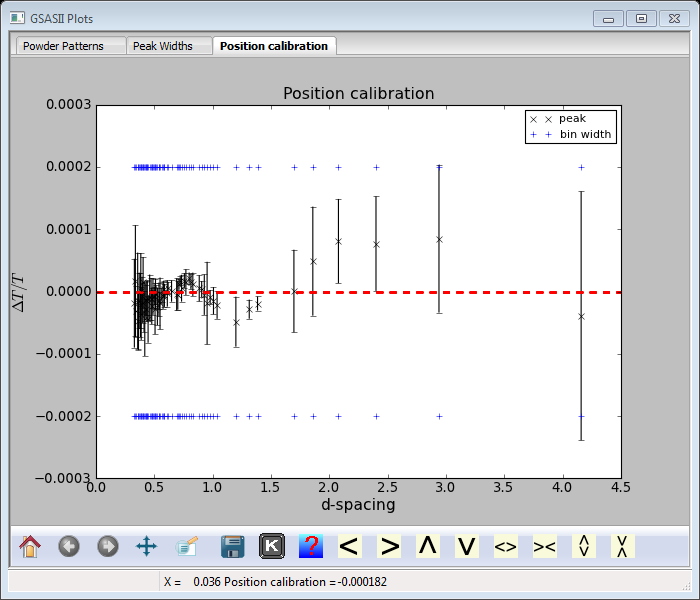 GSASII Plots
Powder Patterns Peak Widths Position calibration
Position calibration
0.0003
0.0002
0.0001
0.0000
−0.0001
−0.0002
−0.0003
ΔT/T
× × peak
+ + bin width
0.0 0.5 1.0 1.5 2.0 2.5 3.0 3.5 4.0 4.5
d-spacing
K ? < > Λ V <> ><
X = 0.036 Position calibration =-0.000182